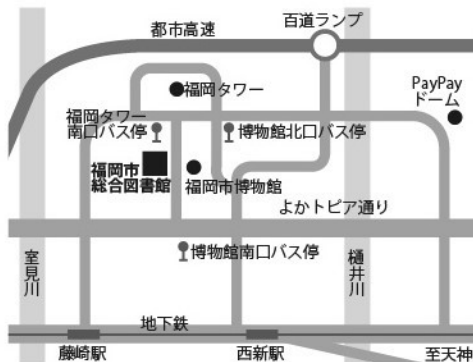 百道ランプ
都市高速
PayPay
ドーム
福岡タワー
福岡タワー
南口バス停
博物館北口バス停
福岡市
総合図書館
福岡市博物館
よかトピア通り
博物館南口バス停
室見川
樋井川
地下鉄
藤崎駅
西新駅
至天神